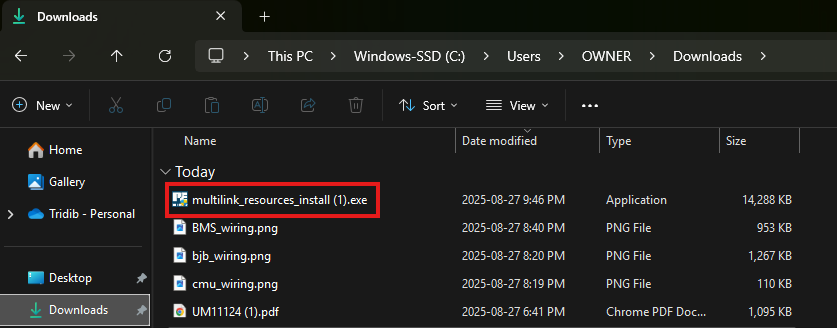 Downloads
This PC > Windows-SSD (C:) > Users > OWNER > Downloads >
New Sort View ...
Name Date modified Type Size
Home
Gallery
Tridib - Personal
Desktop
Downloads
Today
multilink_resources_install (1).exe 2025-08-27 9:46 PM Application 14,288 KB
BMS_wiring.png 2025-08-27 8:40 PM PNG File 953 KB
bjb_wiring.png 2025-08-27 8:20 PM PNG File 1,267 KB
cmu_wiring.png 2025-08-27 8:19 PM PNG File 110 KB
UM11124 (1).pdf 2025-08-27 6:41 PM Chrome PDF Doc... 1,095 KB